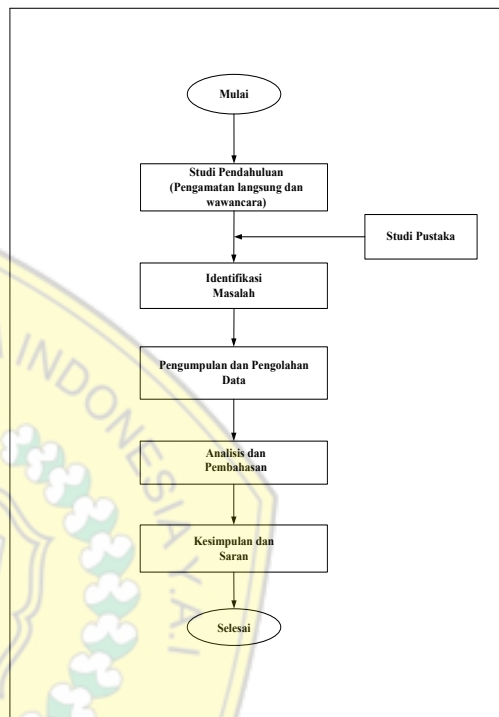 Mulai
Studi Pendahuluan
(Pengamatan langsung dan
wawancara)
Studi Pustaka
Identifikasi
Masalah
Pengumpulan dan Pengolahan
Data
Analisis dan
Pembahasan
Kesimpulan dan
Saran
Selesai
INDONESIA Y.A.I